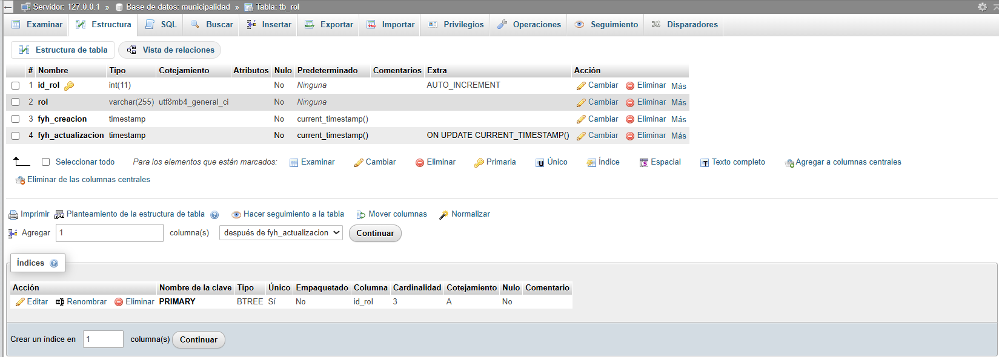 Servidor: 127.0.0.1 » Base de datos: municipalidad » Tabla: tb_rol
Examinar Estructura SQL Buscar Insertar Exportar Importar Privilegios Operaciones Seguimiento Disparadores
Estructura de tabla Vista de relaciones
# Nombre Tipo Cotejamiento Atributos Nulo Predeterminado Comentarios Extra Acción
1 id_rol int(11) No Ninguna AUTO_INCREMENT Cambiar Eliminar Más
2 rol varchar(255) utf8mb4_general_ci No Ninguna Cambiar Eliminar Más
3 fyh_creacion timestamp No current_timestamp() Cambiar Eliminar Más
4 fyh_actualizacion timestamp No current_timestamp() ON UPDATE CURRENT_TIMESTAMP() Cambiar Eliminar Más
Seleccionar todo Para los elementos que están marcados: Examinar Cambiar Eliminar Primaria Único Índice Espacial Texto completo Agregar a columnas centrales
Eliminar de las columnas centrales
Imprimir Planteamiento de la estructura de tabla Hacer seguimiento a la tabla Mover columnas Normalizar
Agregar 1 columna(s) después de fyh_actualizacion Continuar
Índices
Acción Nombre de la clave Tipo Único Empaquetado Columna Cardinalidad Cotejamiento Nulo Comentario
Editar Renombrar Eliminar PRIMARY BTREE Sí No id_rol 3 A No
Crear un índice en 1 columna(s) Continuar